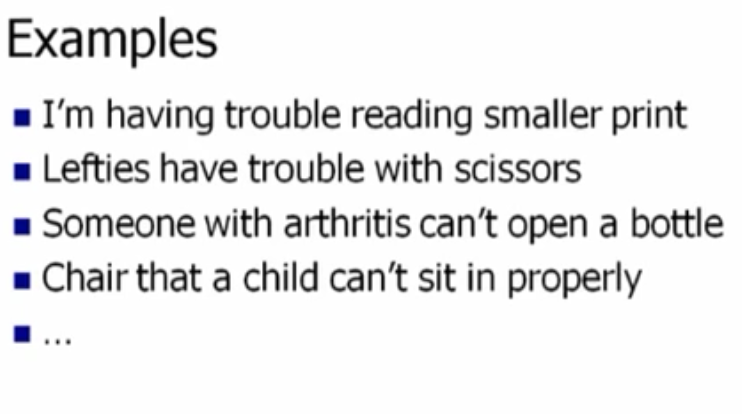 Examples
■ I'm having trouble reading smaller print
■ Lefties have trouble with scissors
■ Someone with arthritis can't open a bottle
■ Chair that a child can't sit in properly
■ ...